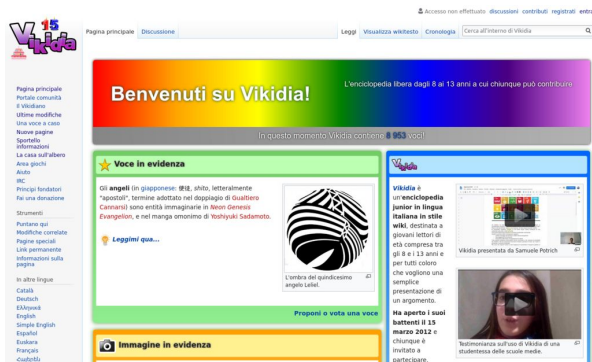 Accesso non effettuato discussioni contributi registrati entra
15
Vikidia
Pagina principale Discussione Leggi Visualizza wikitesto Cronologia Cerca all'interno di Vikidia
Pagina principale
Portale comunità
Il Vikidiano
Ultime modifiche
Una voce a caso
Nuove pagine
Sportello
informazioni
La casa sull'albero
Area giochi
Aiuto
IRC
Principi fondatori
Fai una donazione
Strumenti
Puntano qui
Modifiche correlate
Pagine speciali
Link permanente
Informazioni sulla
pagina
In altre lingue
Català
Deutsch
Ελληνικά
English
Simple English
Español
Euskara
Français
Հայերեն
Benvenuti su Vikidia!
L'enciclopedia libera dagli 8 ai 13 anni a cui chiunque può contribuire
In questo momento Vikidia contiene 8 953 voci!
Voce in evidenza
Gli angeli (in giapponese: 使徒, shito, letteralmente
"apostoli", termine adottato nel doppiaggio di Gualtiero
Cannarsi) sono entità immaginarie in Neon Genesis
Evangelion, e nel manga omonimo di Yoshiyuki Sadamoto.
Leggimi qua...
L'ombra del quindicesimo
angelo Leliel.
Proponi o vota una voce
Immagine in evidenza
Vikidia
Vikidia è
un'enciclopedia
junior in lingua
italiana in stile
wiki, destinata a
giovani lettori di
età compresa tra
gli 8 e i 13 anni e
per tutti coloro
che vogliono una
semplice
presentazione di
un argomento.
Ha aperto i suoi
battenti il 15
marzo 2012 e
chiunque è
invitato a
partecipare.
Vikidia presentata da Samuele Potrich
Testimonianza sull'uso di Vikidia di una
studentessa delle scuole medie.